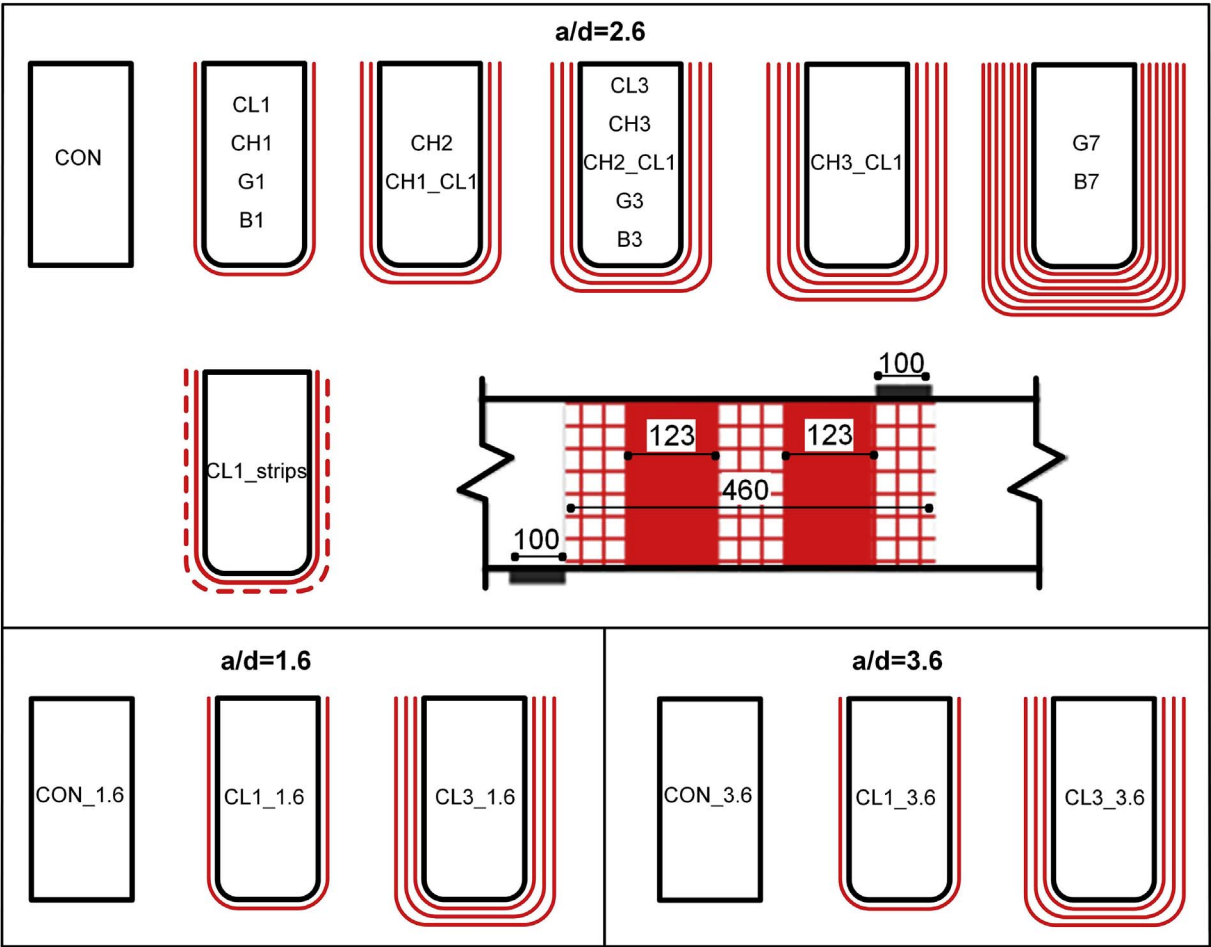 a/d=2.6
CON
CL1
CH1
G1
B1
CH2
CH1_CL1
CL3
CH3
CH2_CL1
G3
B3
CH3_CL1
G7
B7
CL1_strips
100
123
123
460
100
a/d=1.6
CON_1.6
CL1_1.6
CL3_1.6
a/d=3.6
CON_3.6
CL1_3.6
CL3_3.6